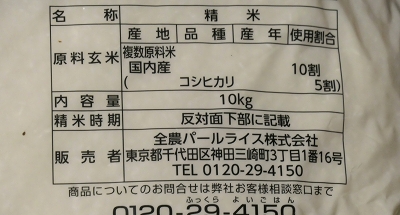 名称 精米
原料玄米 産地 品種 産年 使用割合
複数原料米
国内産 10割
( コシヒカリ 5割)
内容量 10kg
精米時期 反対面下部に記載
販売者 全農パールライス株式会社
東京都千代田区神田三崎町3丁目1番16号
TEL 0120-29-4150
商品についてのお問合せは弊社お客様相談窓口まで
ふっくら よいごはん
0120-29-4150